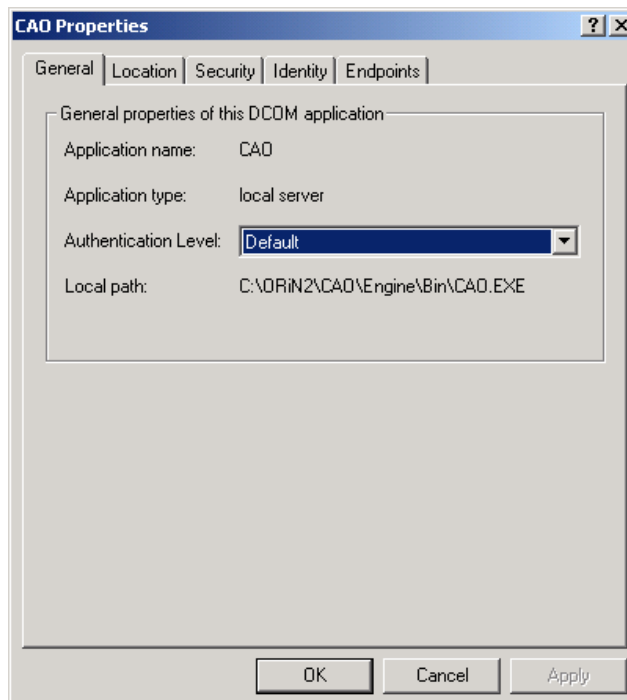 CAO Properties
General Location Security Identity Endpoints
General properties of this DCOM application
Application name: CAO
Application type: local server
Authentication Level: Default
Local path: C:\ORiN2\CAO\Engine\Bin\CAO.EXE
OK Cancel Apply